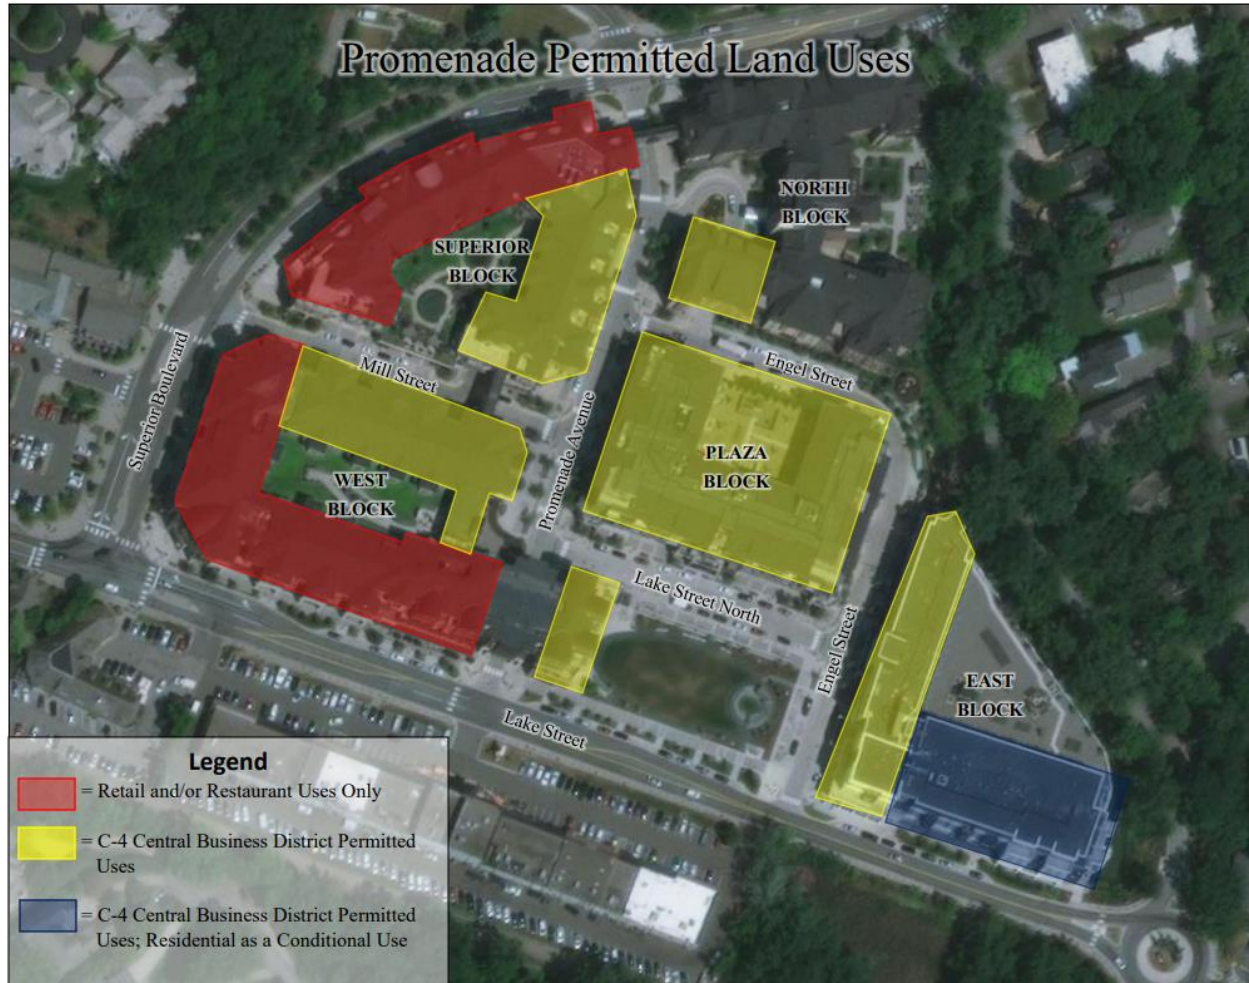 Promenade Permitted Land Uses
NORTH
BLOCK
SUPERIOR
BLOCK
Mill Street
Engel Street
Superior Boulevard
Promenade Avenue
PLAZA
BLOCK
WEST
BLOCK
Lake Street North
Engel Street
EAST
BLOCK
Lake Street
Legend
= Retail and/or Restaurant Uses Only
= C-4 Central Business District Permitted
Uses
= C-4 Central Business District Permitted
Uses; Residential as a Conditional Use